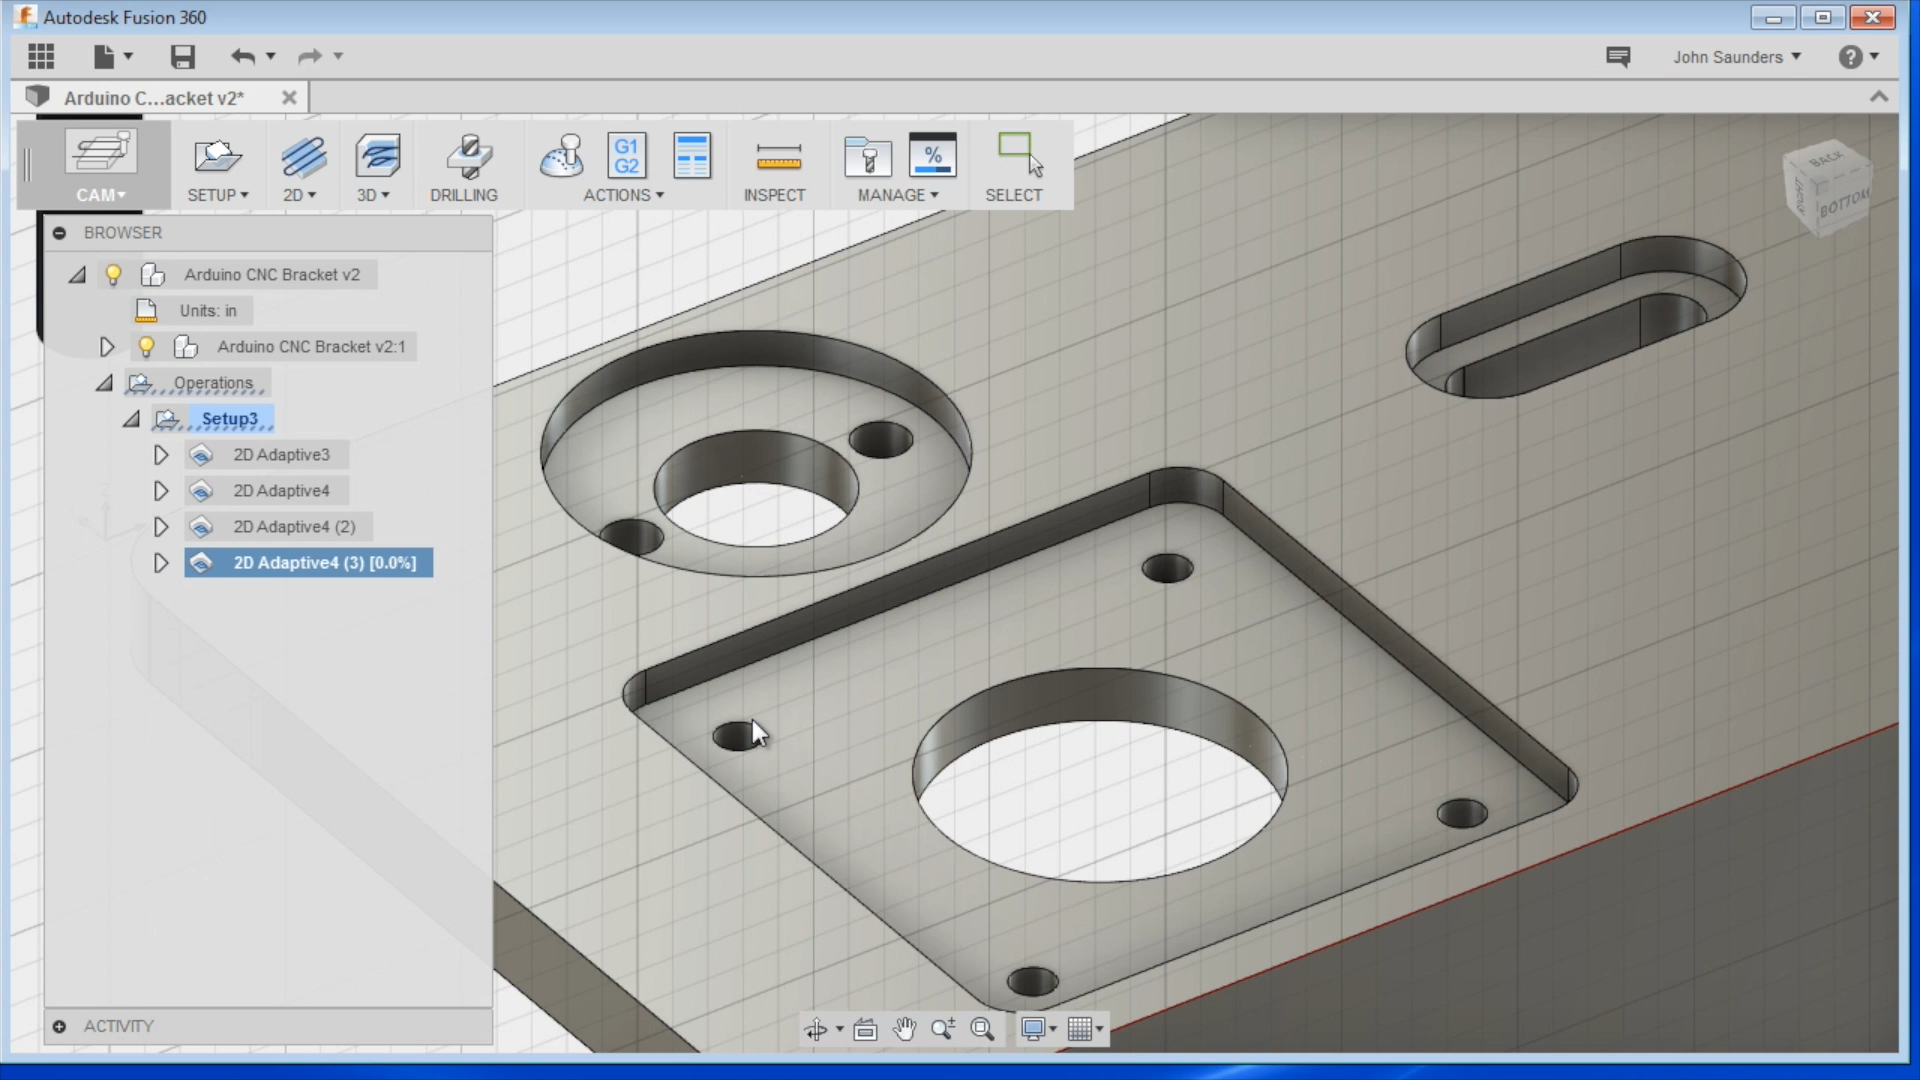 Autodesk Fusion 360
John Saunders
?
Arduino C...acket v2*
CAM
SETUP
2D
3D
DRILLING
G1
G2
ACTIONS
INSPECT
%
MANAGE
SELECT
BACK
RIGHT
BOTTOM
BROWSER
Arduino CNC Bracket v2
Units: in
Arduino CNC Bracket v2:1
Operations
Setup3
2D Adaptive3
2D Adaptive4
2D Adaptive4 (2)
2D Adaptive4 (3) [0.0%]
ACTIVITY